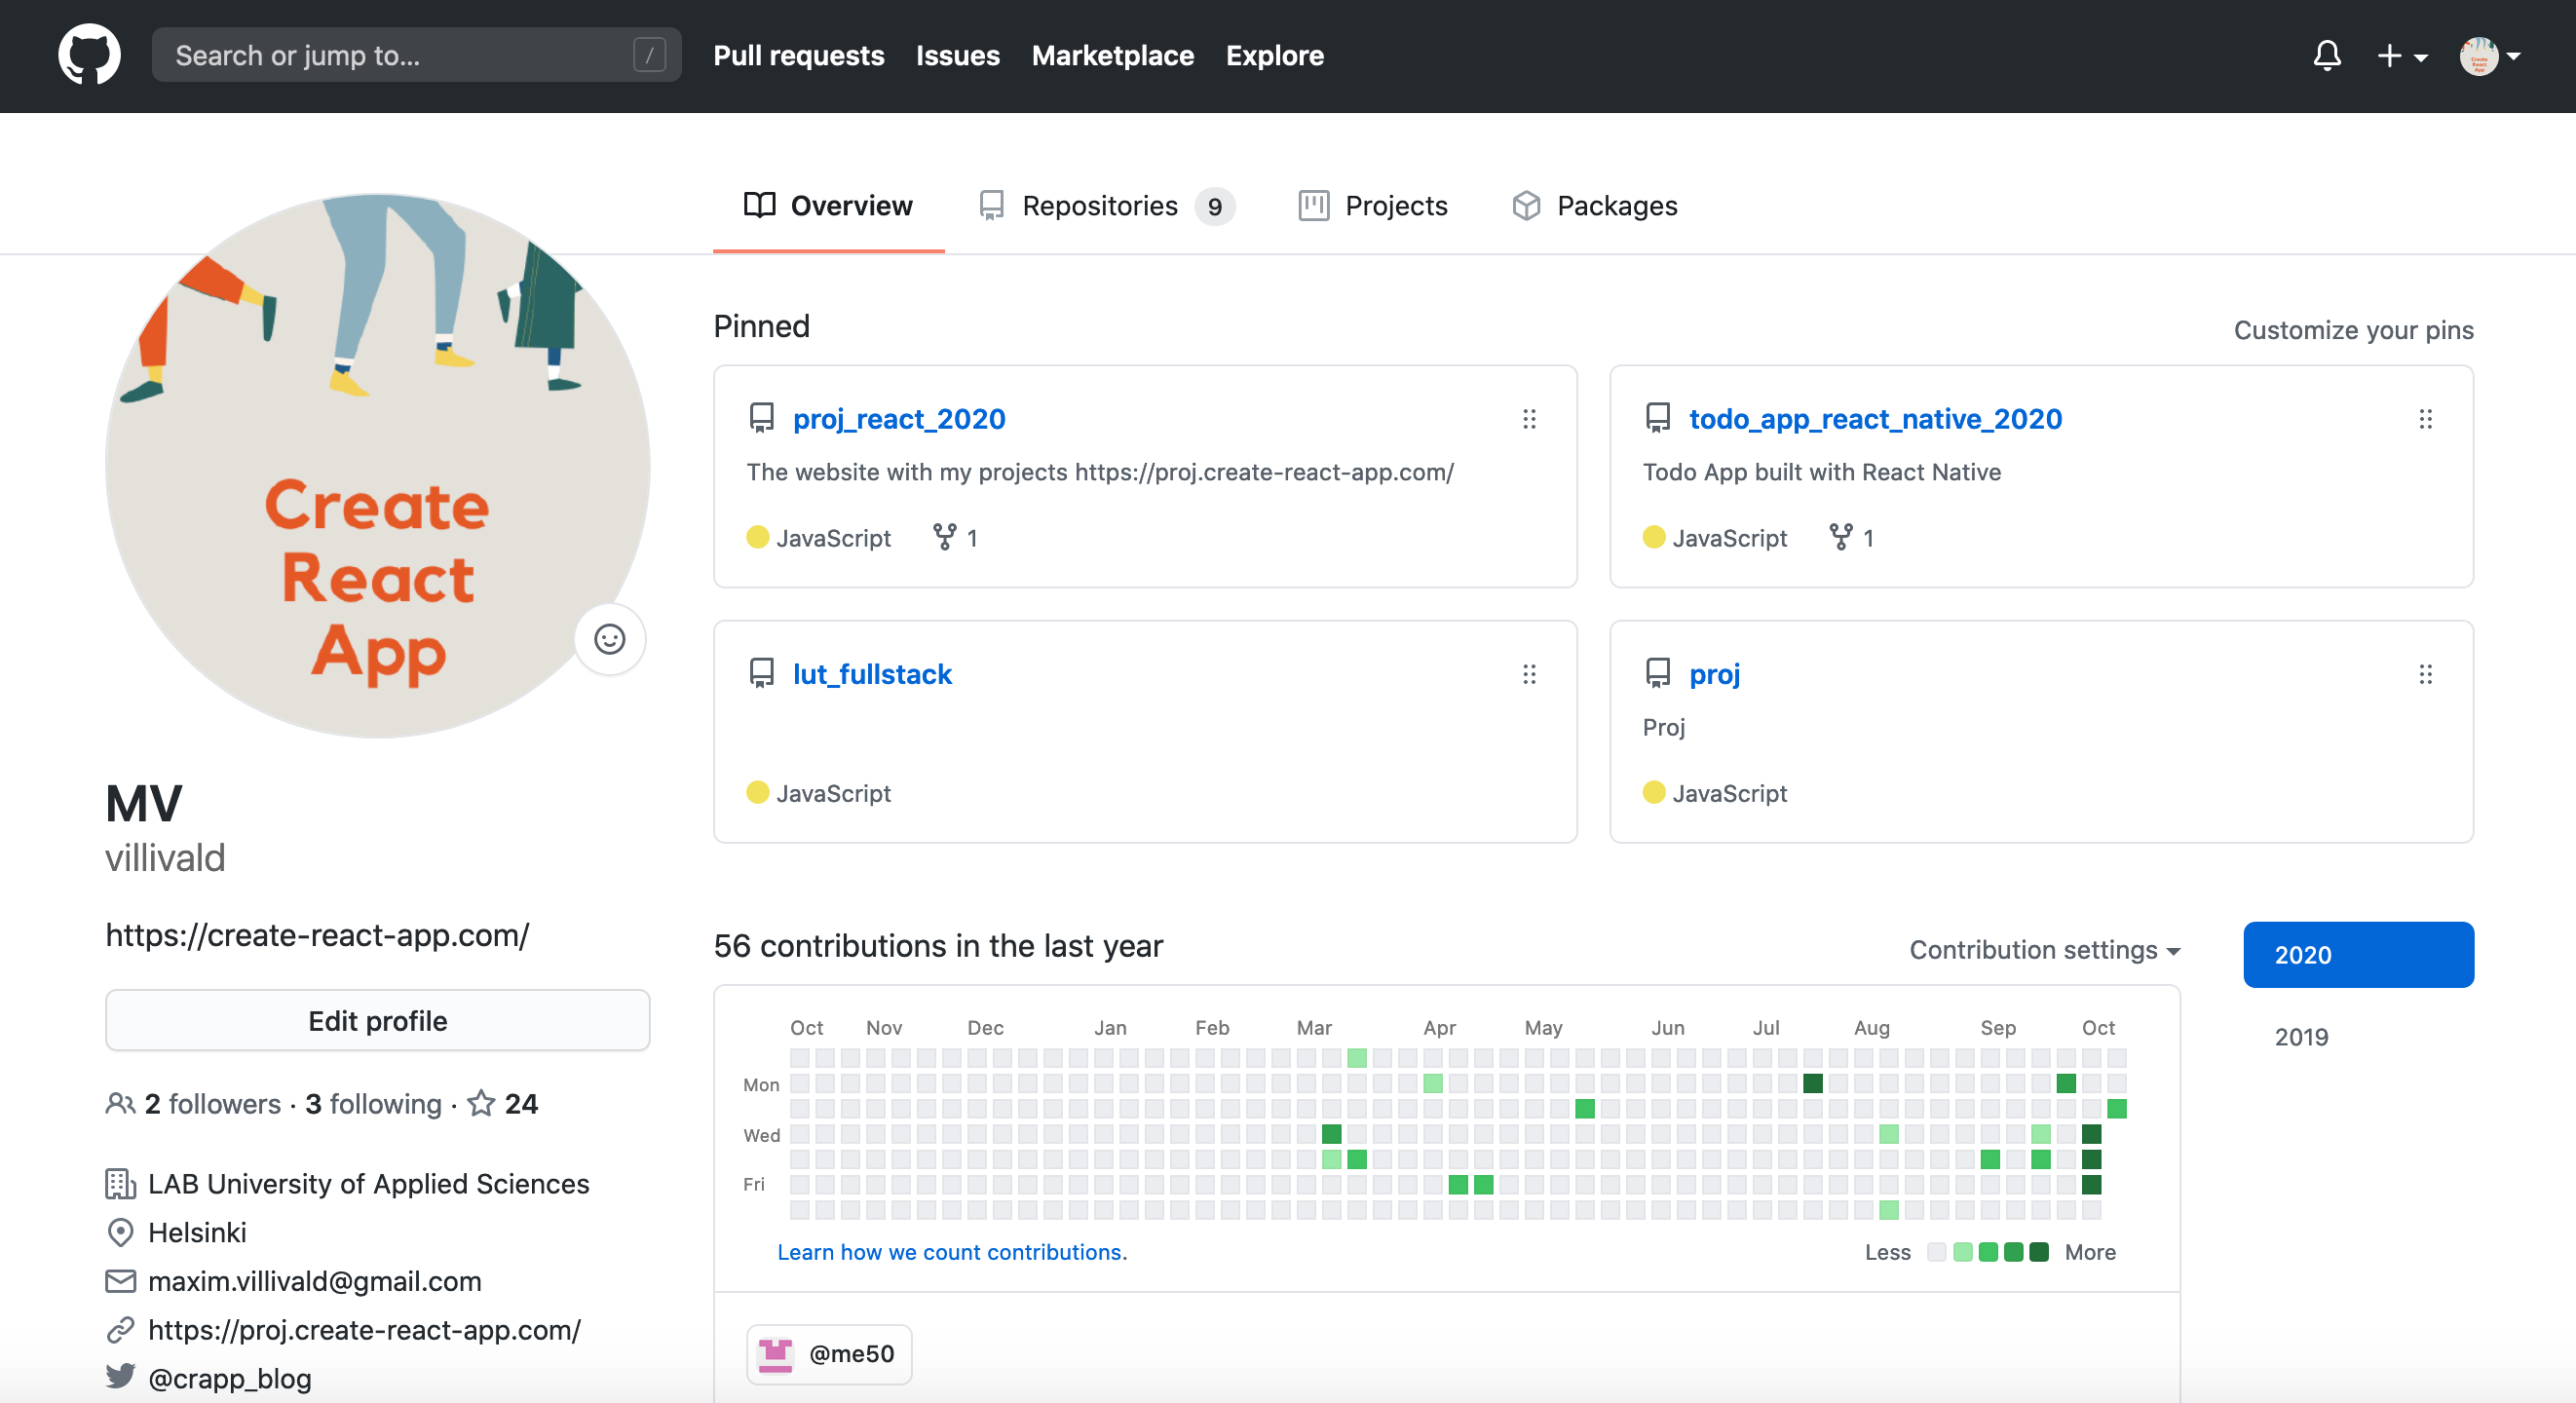 Search or jump to... /
Pull requests Issues Marketplace Explore
Overview Repositories 9 Projects Packages
Create
React
App
MV
villivald
https://create-react-app.com/
Edit profile
2 followers · 3 following · 24
LAB University of Applied Sciences
Helsinki
maxim.villivald@gmail.com
https://proj.create-react-app.com/
@crapp_blog
Pinned Customize your pins
proj_react_2020
The website with my projects https://proj.create-react-app.com/
JavaScript 1
todo_app_react_native_2020
Todo App built with React Native
JavaScript 1
lut_fullstack
JavaScript
proj
Proj
JavaScript
56 contributions in the last year
Contribution settings
2020
2019
Oct Nov Dec Jan Feb Mar Apr May Jun Jul Aug Sep Oct
Mon
Wed
Fri
Learn how we count contributions.
Less More
@me50